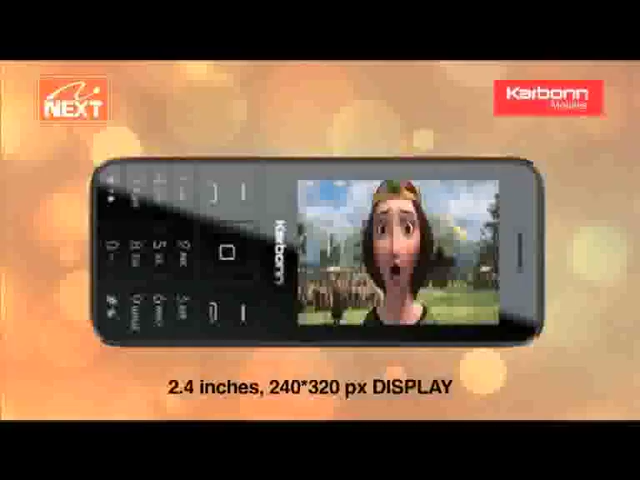 i
NEXT
Karbonn
Mobiles
Karbonn
2.4 inches, 240*320 px DISPLAY